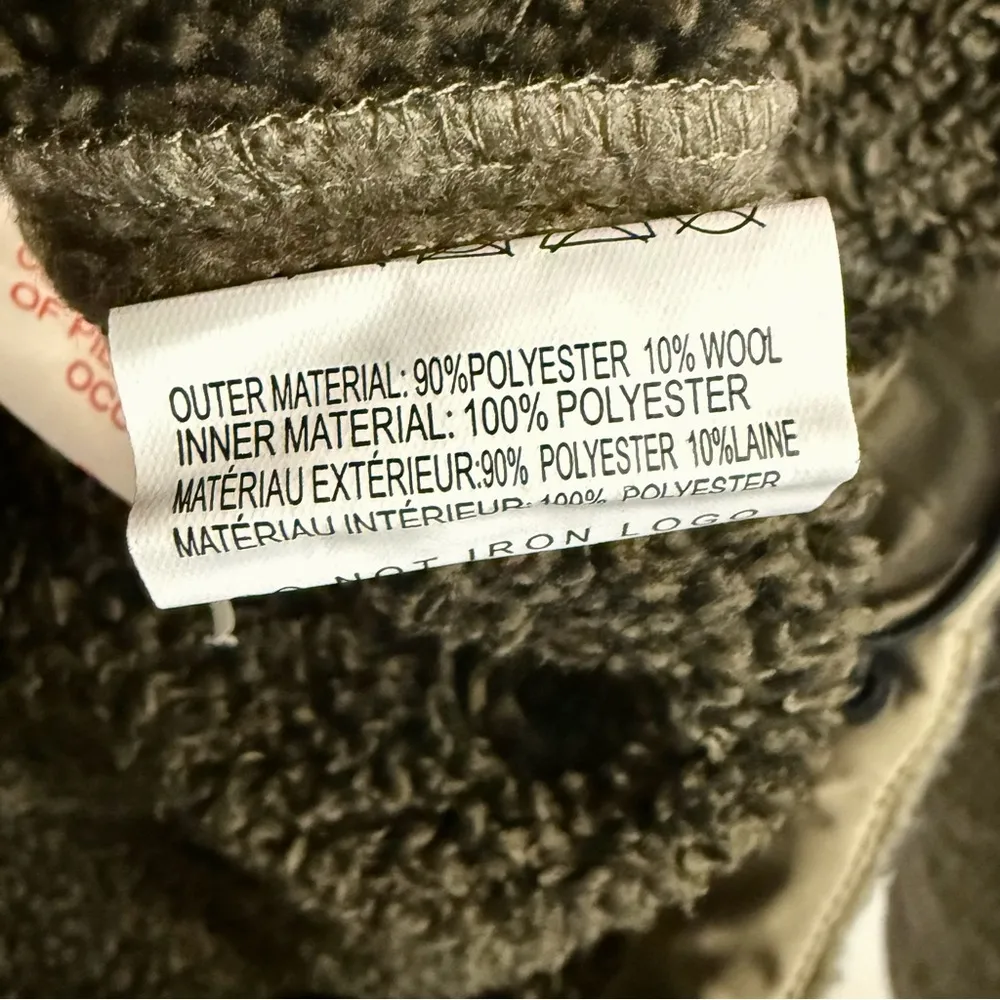 OF
OUTER MATERIAL: 90%POLYESTER 10% WOOL
INNER MATERIAL: 100% POLYESTER
MATÉRIAU EXTÉRIEUR:90% POLYESTER 10%LAINE
MATÉRIAU INTÉRIEUR: 100% POLYESTER
NOT IRON LOGO